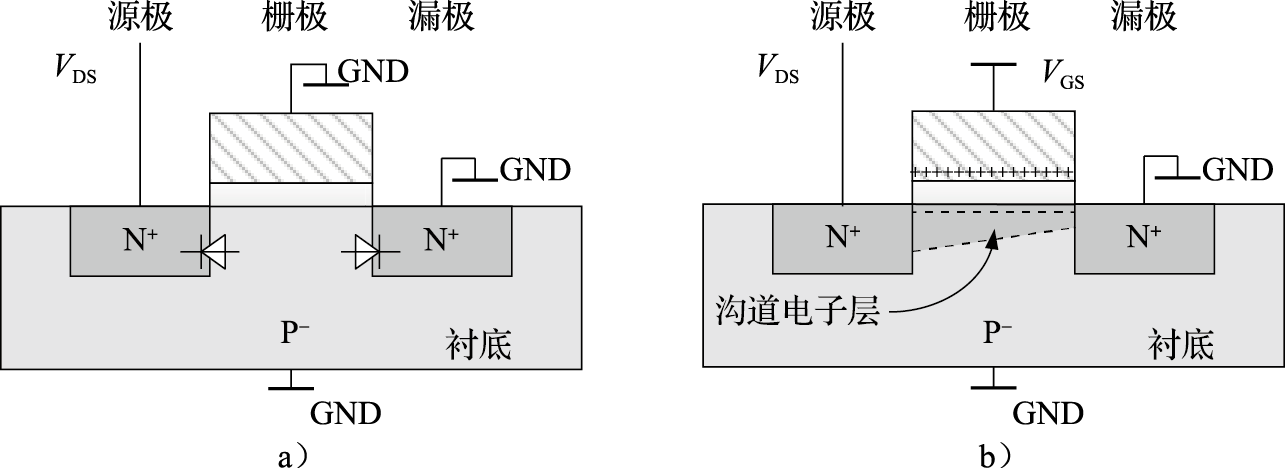 源极 栅极 漏极
V_DS
GND
GND
N⁺ N⁺
P⁻ 衬底
GND
a）
源极 栅极 漏极
V_DS
V_GS
GND
N⁺ N⁺
沟道电子层
P⁻ 衬底
GND
b）